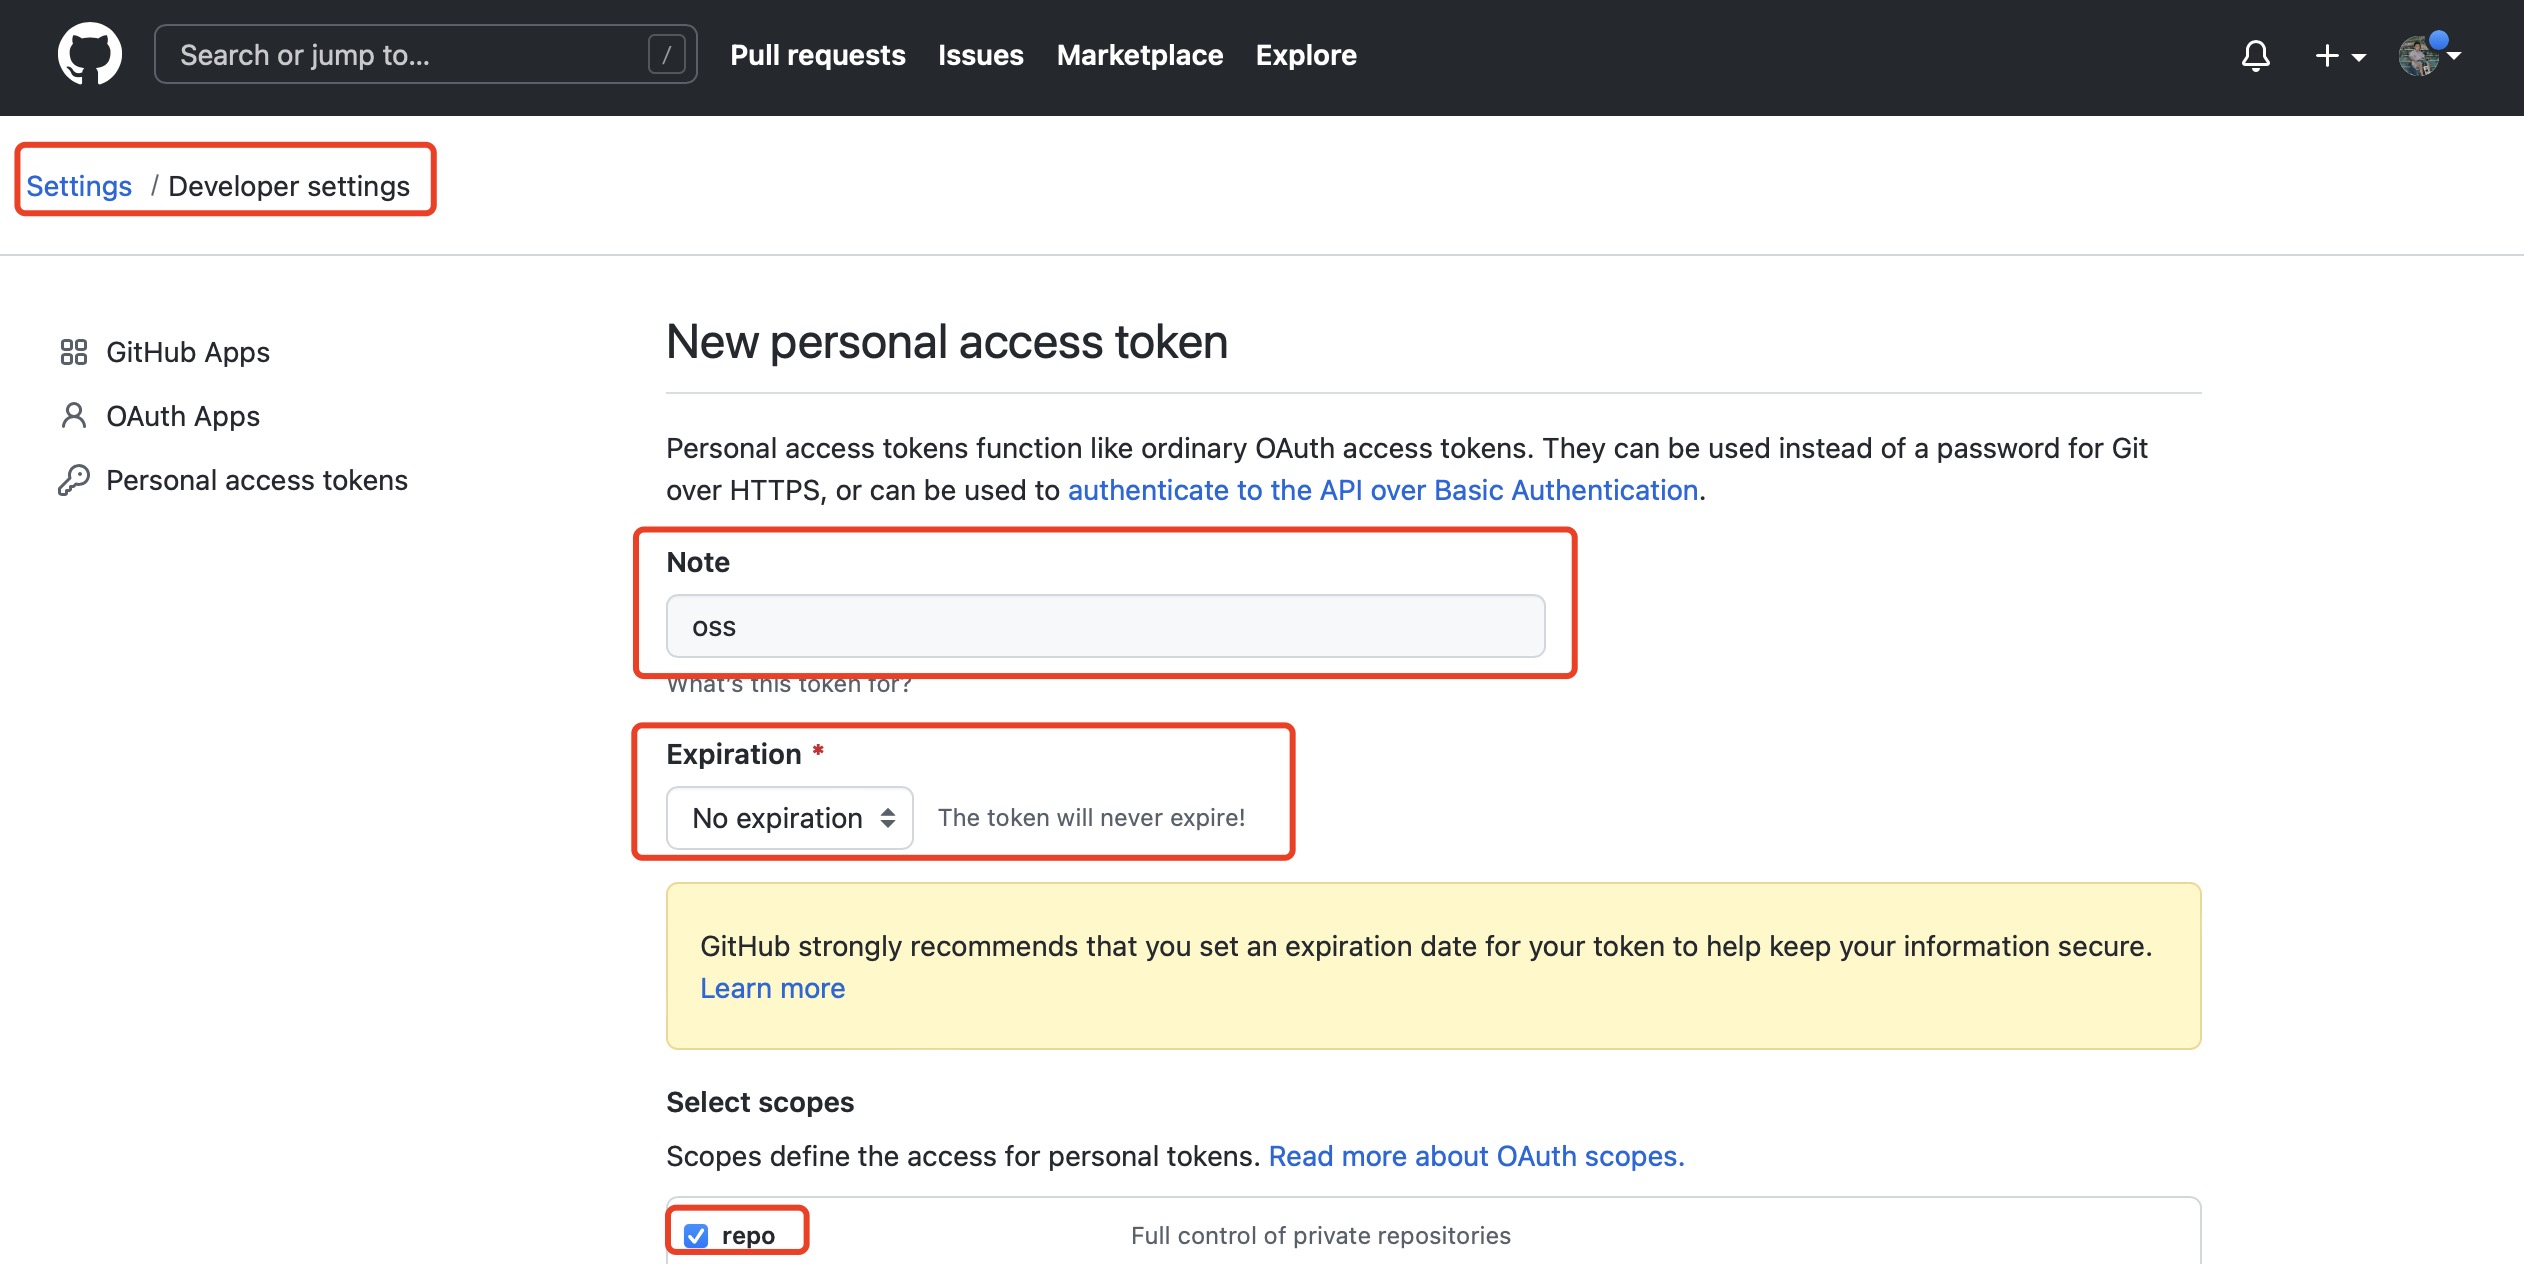 Search or jump to...
/
Pull requests
Issues
Marketplace
Explore
Settings / Developer settings
GitHub Apps
OAuth Apps
Personal access tokens
New personal access token
Personal access tokens function like ordinary OAuth access tokens. They can be used instead of a password for Git
over HTTPS, or can be used to authenticate to the API over Basic Authentication.
Note
oss
What's this token for?
Expiration *
No expiration
The token will never expire!
GitHub strongly recommends that you set an expiration date for your token to help keep your information secure.
Learn more
Select scopes
Scopes define the access for personal tokens. Read more about OAuth scopes.
repo
Full control of private repositories